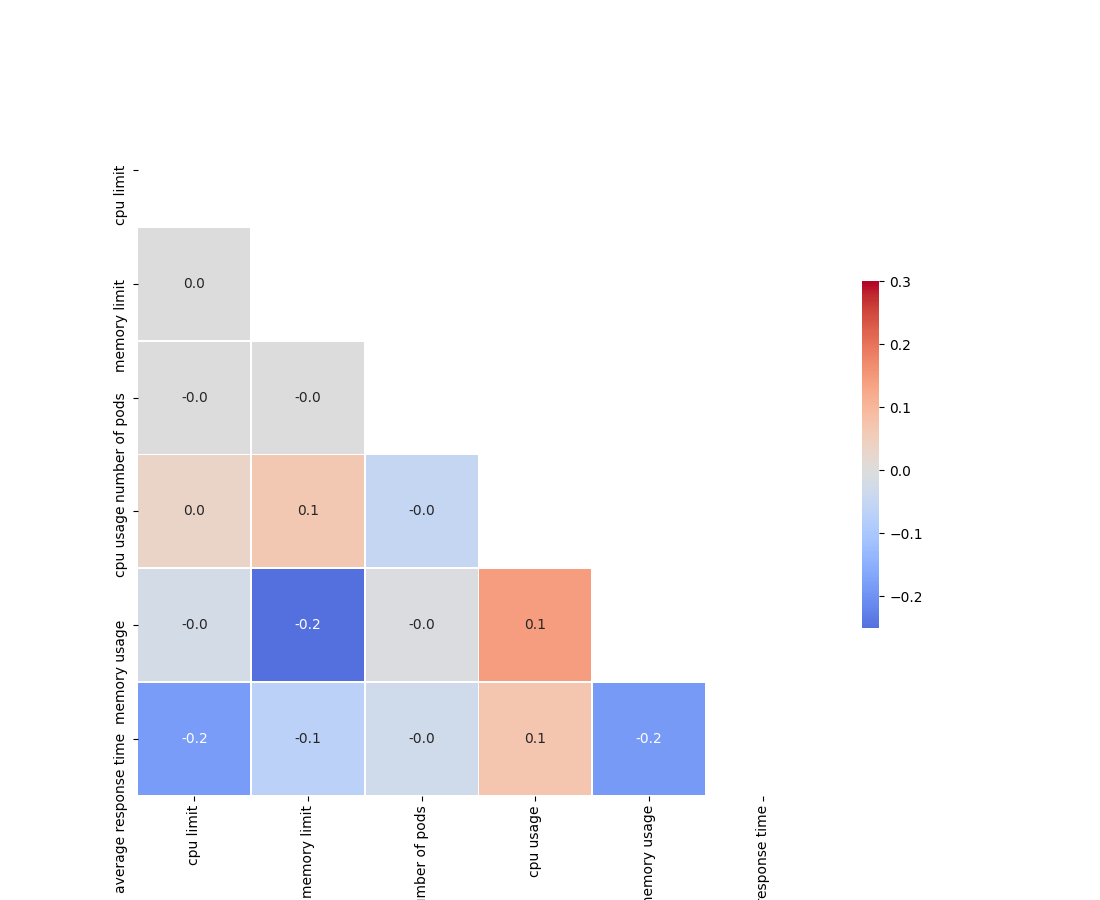 cpu limit
memory limit
number of pods
cpu usage
memory usage
average response time
0.0
-0.0 -0.0
0.0 0.1 -0.0
-0.0 -0.2 -0.0 0.1
-0.2 -0.1 -0.0 0.1 -0.2
cpu limit
memory limit
mber of pods
cpu usage
emory usage
response time
0.3
0.2
0.1
0.0
−0.1
−0.2